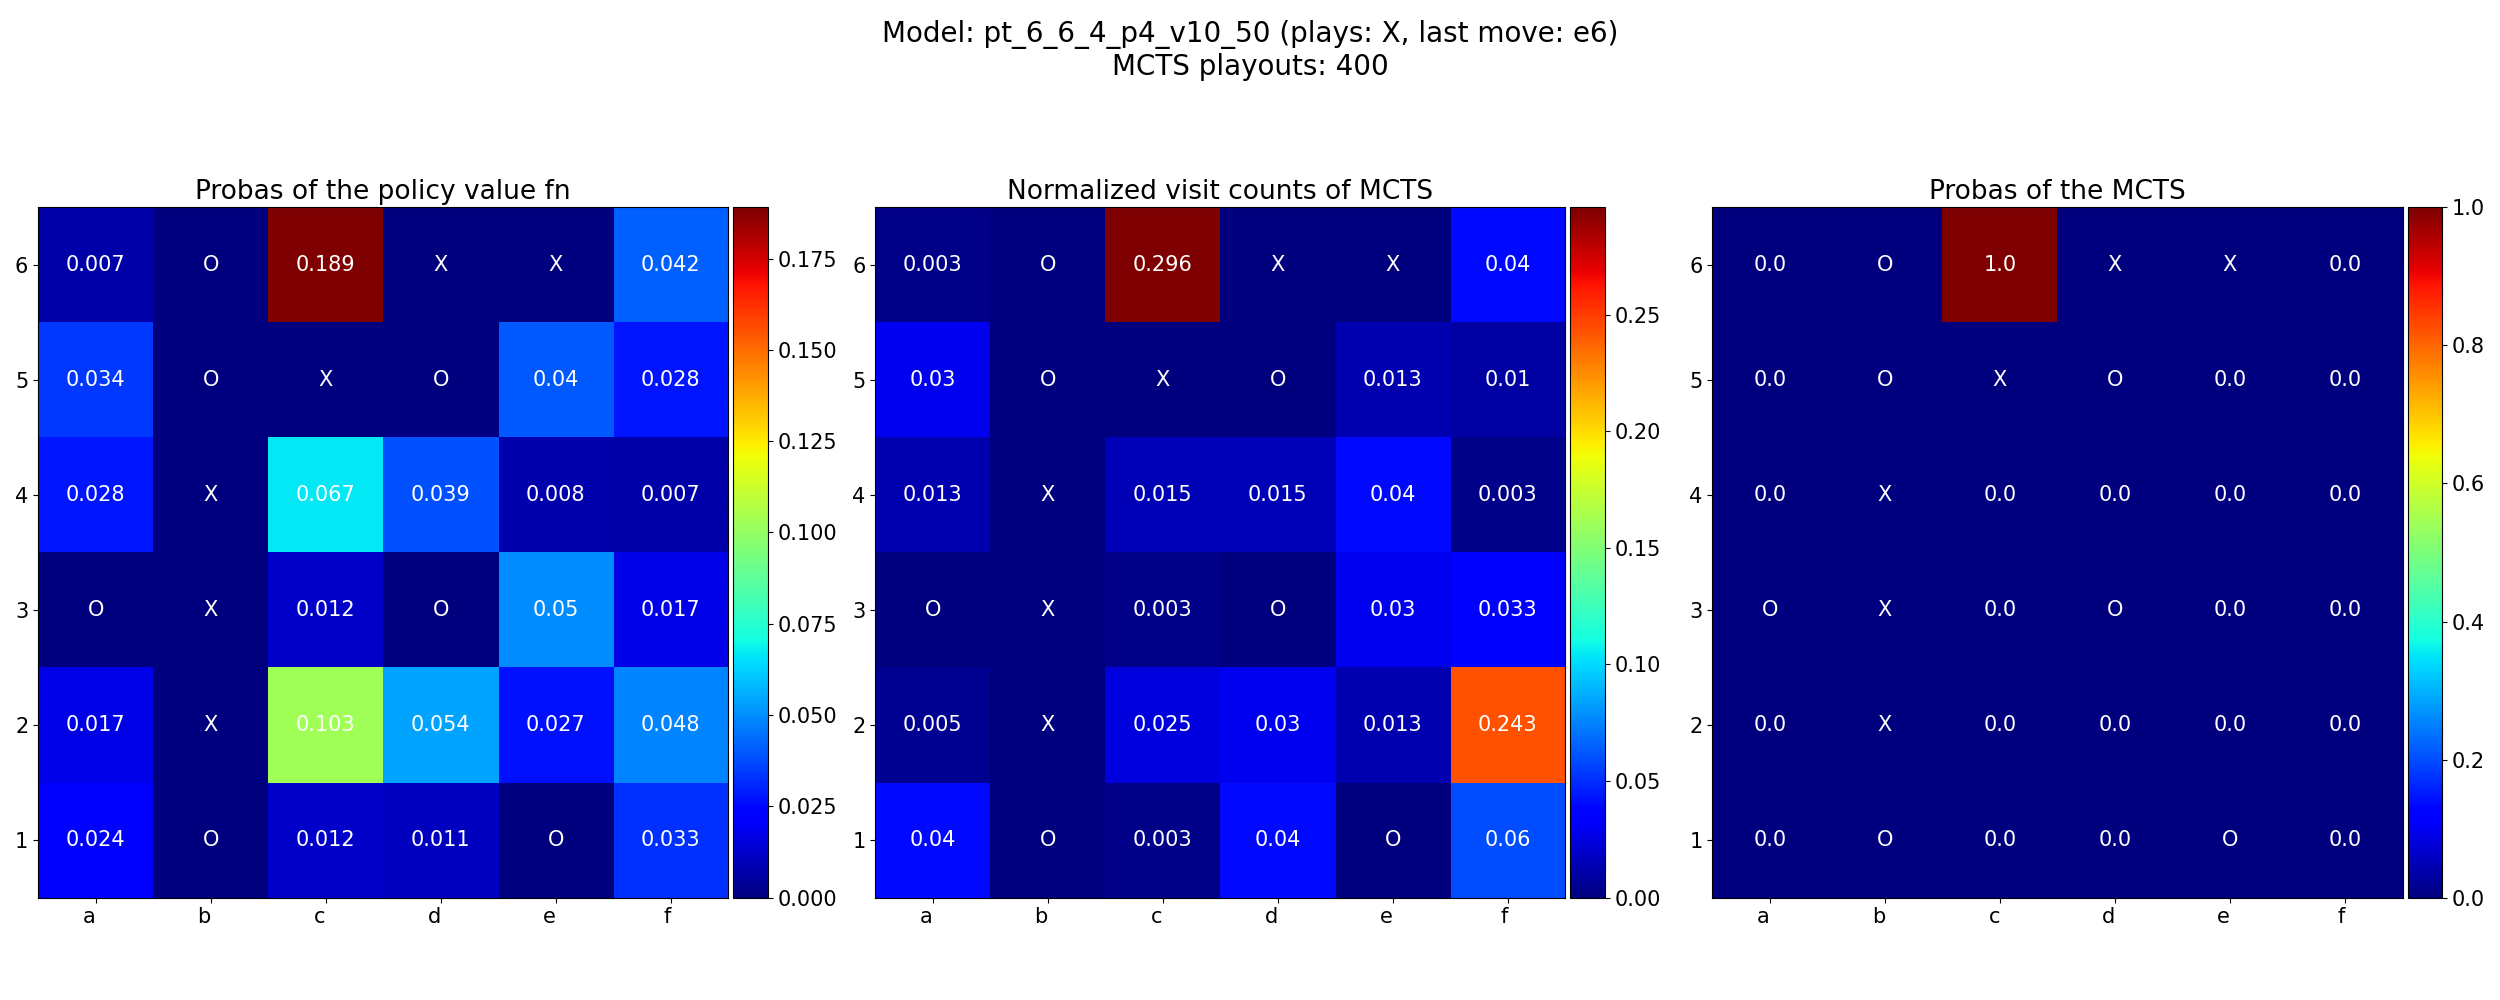 Model: pt_6_6_4_p4_v10_50 (plays: X, last move: e6)
MCTS playouts: 400
Probas of the policy value fn
6 0.007 O 0.189 X X 0.042
5 0.034 O X O 0.04 0.028
4 0.028 X 0.067 0.039 0.008 0.007
3 O X 0.012 O 0.05 0.017
2 0.017 X 0.103 0.054 0.027 0.048
1 0.024 O 0.012 0.011 O 0.033
a b c d e f
0.175
0.150
0.125
0.100
0.075
0.050
0.025
0.000
Normalized visit counts of MCTS
6 0.003 O 0.296 X X 0.04
5 0.03 O X O 0.013 0.01
4 0.013 X 0.015 0.015 0.04 0.003
3 O X 0.003 O 0.03 0.033
2 0.005 X 0.025 0.03 0.013 0.243
1 0.04 O 0.003 0.04 O 0.06
a b c d e f
0.25
0.20
0.15
0.10
0.05
0.00
Probas of the MCTS
6 0.0 O 1.0 X X 0.0
5 0.0 O X O 0.0 0.0
4 0.0 X 0.0 0.0 0.0 0.0
3 O X 0.0 O 0.0 0.0
2 0.0 X 0.0 0.0 0.0 0.0
1 0.0 O 0.0 0.0 O 0.0
a b c d e f
1.0
0.8
0.6
0.4
0.2
0.0